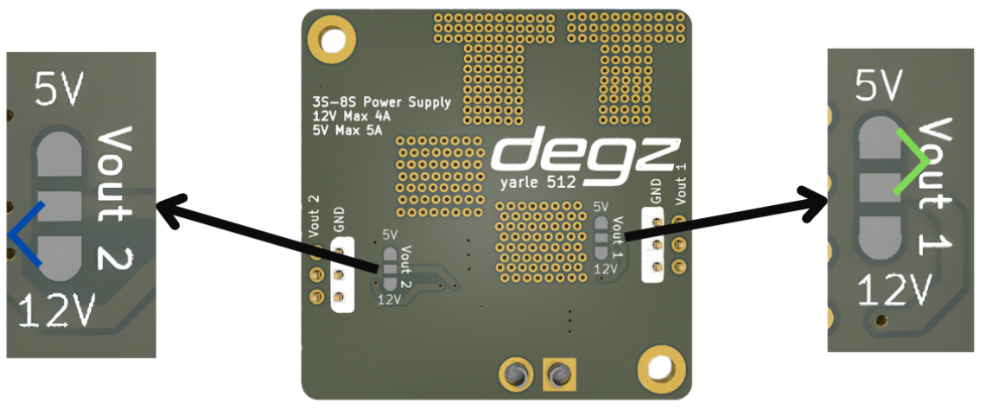 5V
Vout 2
12V
3S-8S Power Supply
12V Max 4A
5V Max 5A
degz
yarle 512
Vout 2
GND
5V
Vout 2
12V
GND
Vout 1
5V
Vout 1
12V
5V
Vout 1
12V